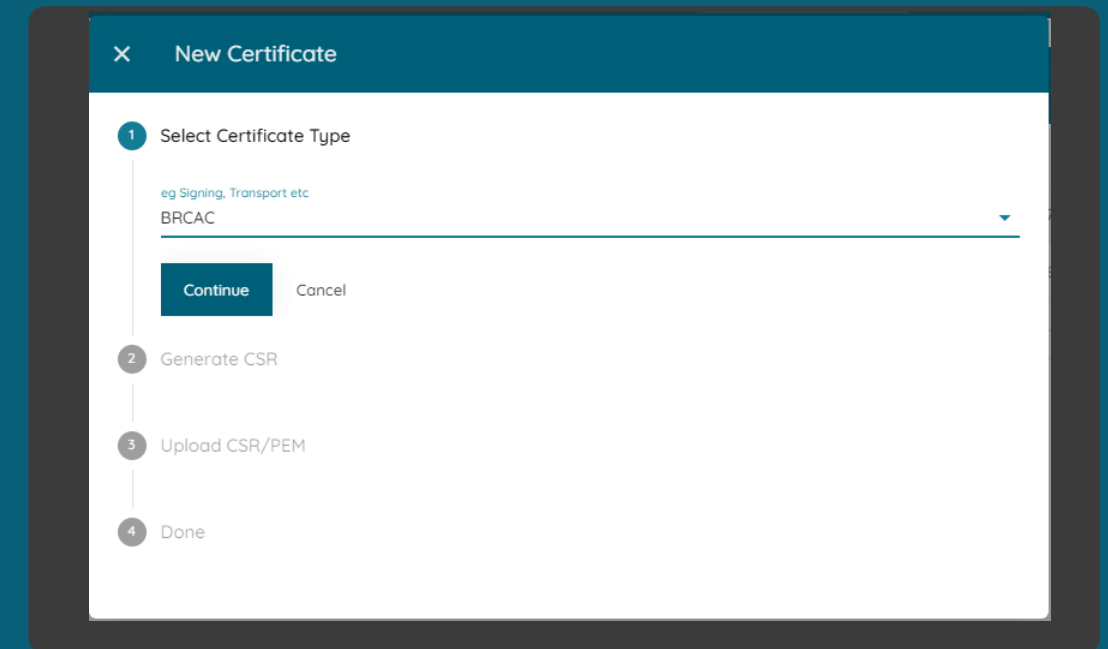 New Certificate
1 Select Certificate Type
eg Signing, Transport etc
BRCAC
Continue Cancel
2 Generate CSR
3 Upload CSR/PEM
4 Done